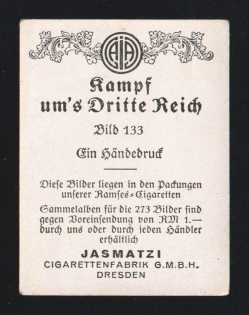 Kampf
um's Dritte Reich
Bild 133
Ein Händedruck
Diese Bilder liegen in den Packungen
unserer Ramses=Cigaretten
Sammelalben für die 273 Bilder sind
gegen Voreinsendung von RM 1.—
durch uns oder durch jeden Händler
erhältlich
JASMATZI
CIGARETTENFABRIK G.M.B.H.
DRESDEN